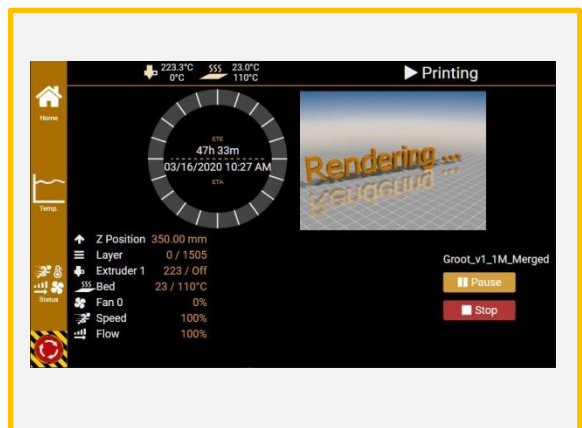 223.3°C 23.0°C
0°C 110°C
Printing
Home
ETE
47h 33m
03/16/2020 10:27 AM
ETA
Rendering ...
Temp.
Z Position 350.00 mm
Layer 0 / 1505
Extruder 1 223 / Off
Bed 23 / 110°C
Fan 0 0%
Speed 100%
Flow 100%
Status
Groot_v1_1M_Merged
Pause
Stop